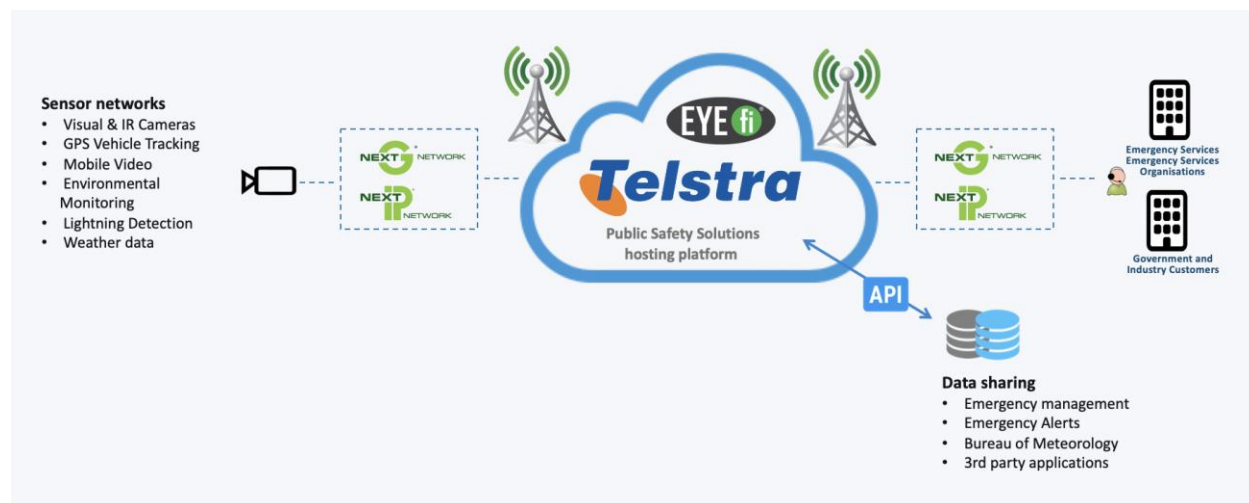 Sensor networks
• Visual & IR Cameras
• GPS Vehicle Tracking
• Mobile Video
• Environmental
Monitoring
• Lightning Detection
• Weather data
NEXT G NETWORK
NEXT IP
NETWORK
EYE fi
Telstra
Public Safety Solutions
hosting platform
NEXT G NETWORK
NEXT IP
NETWORK
Emergency Services
Emergency Services
Organisations
Government and
Industry Customers
API
Data sharing
• Emergency management
• Emergency Alerts
• Bureau of Meteorology
• 3rd party applications